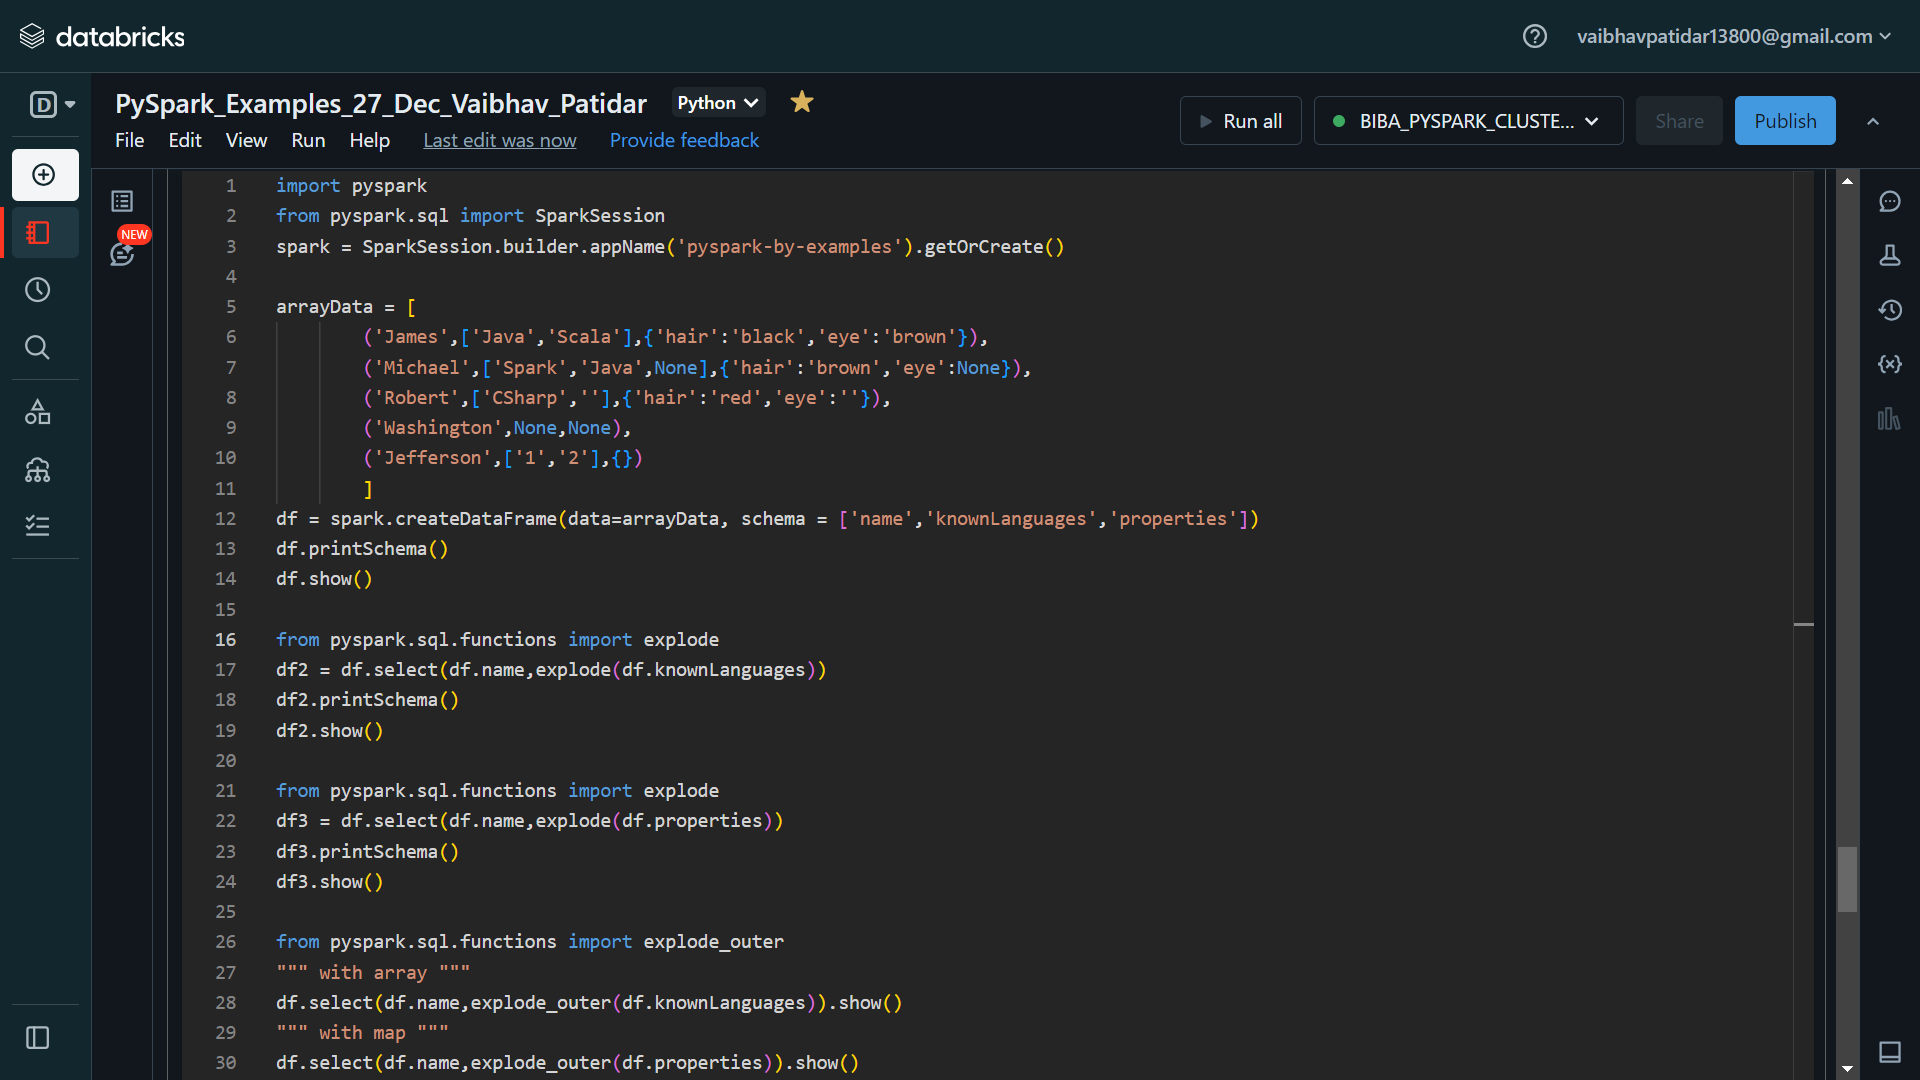 databricks
vaibhavpatidar13800@gmail.com
D
PySpark_Examples_27_Dec_Vaibhav_Patidar Python
File Edit View Run Help Last edit was now Provide feedback
Run all BIBA_PYSPARK_CLUSTE... Share Publish
NEW
1 import pyspark
2 from pyspark.sql import SparkSession
3 spark = SparkSession.builder.appName('pyspark-by-examples').getOrCreate()
4
5 arrayData = [
6 ('James',['Java','Scala'],{'hair':'black','eye':'brown'}),
7 ('Michael',['Spark','Java',None],{'hair':'brown','eye':None}),
8 ('Robert',['CSharp',''],{'hair':'red','eye':''}),
9 ('Washington',None,None),
10 ('Jefferson',['1','2'],{})
11 ]
12 df = spark.createDataFrame(data=arrayData, schema = ['name','knownLanguages','properties'])
13 df.printSchema()
14 df.show()
15
16 from pyspark.sql.functions import explode
17 df2 = df.select(df.name,explode(df.knownLanguages))
18 df2.printSchema()
19 df2.show()
20
21 from pyspark.sql.functions import explode
22 df3 = df.select(df.name,explode(df.properties))
23 df3.printSchema()
24 df3.show()
25
26 from pyspark.sql.functions import explode_outer
27 """ with array """
28 df.select(df.name,explode_outer(df.knownLanguages)).show()
29 """ with map """
30 df.select(df.name,explode_outer(df.properties)).show()